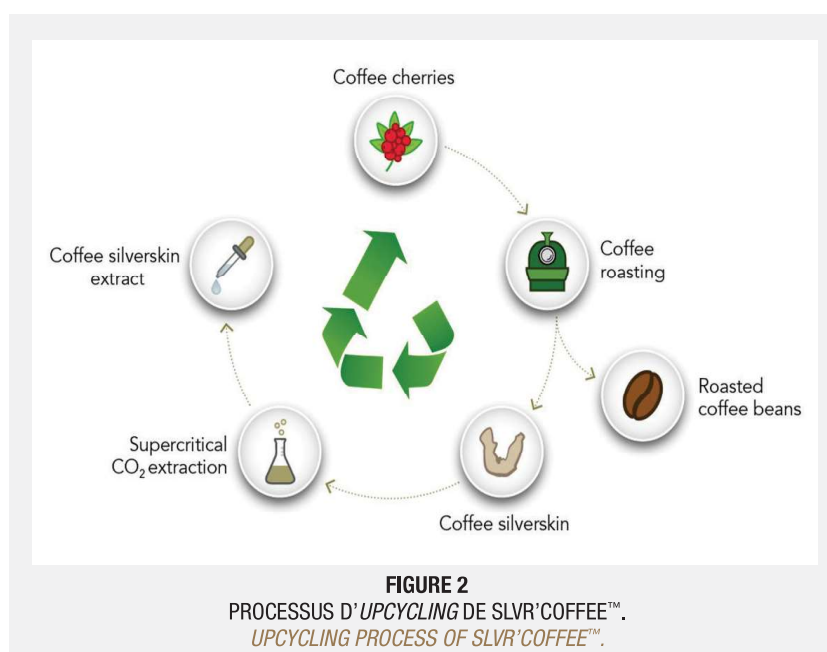 Coffee cherries
Coffee
roasting
Roasted
coffee beans
Coffee silverskin
Supercritical
CO₂ extraction
Coffee silverskin
extract
FIGURE 2
PROCESSUS D'UPCYCLING DE SLVR'COFFEE™.
UPCYCLING PROCESS OF SLVR'COFFEE™.